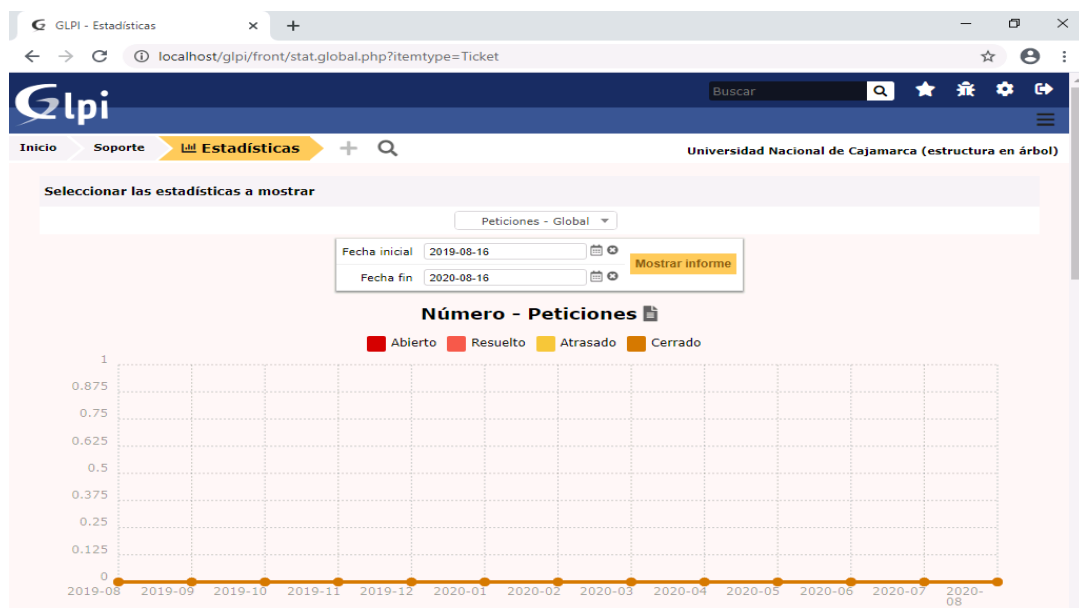 GLPI - Estadísticas
localhost/glpi/front/stat.global.php?itemtype=Ticket
Glpi
Buscar
Inicio Soporte Estadísticas
Universidad Nacional de Cajamarca (estructura en árbol)
Seleccionar las estadísticas a mostrar
Peticiones - Global
Fecha inicial 2019-08-16
Mostrar informe
Fecha fin 2020-08-16
Número - Peticiones
Abierto Resuelto Atrasado Cerrado
1
0.875
0.75
0.625
0.5
0.375
0.25
0.125
0
2019-08 2019-09 2019-10 2019-11 2019-12 2020-01 2020-02 2020-03 2020-04 2020-05 2020-06 2020-07 2020-08